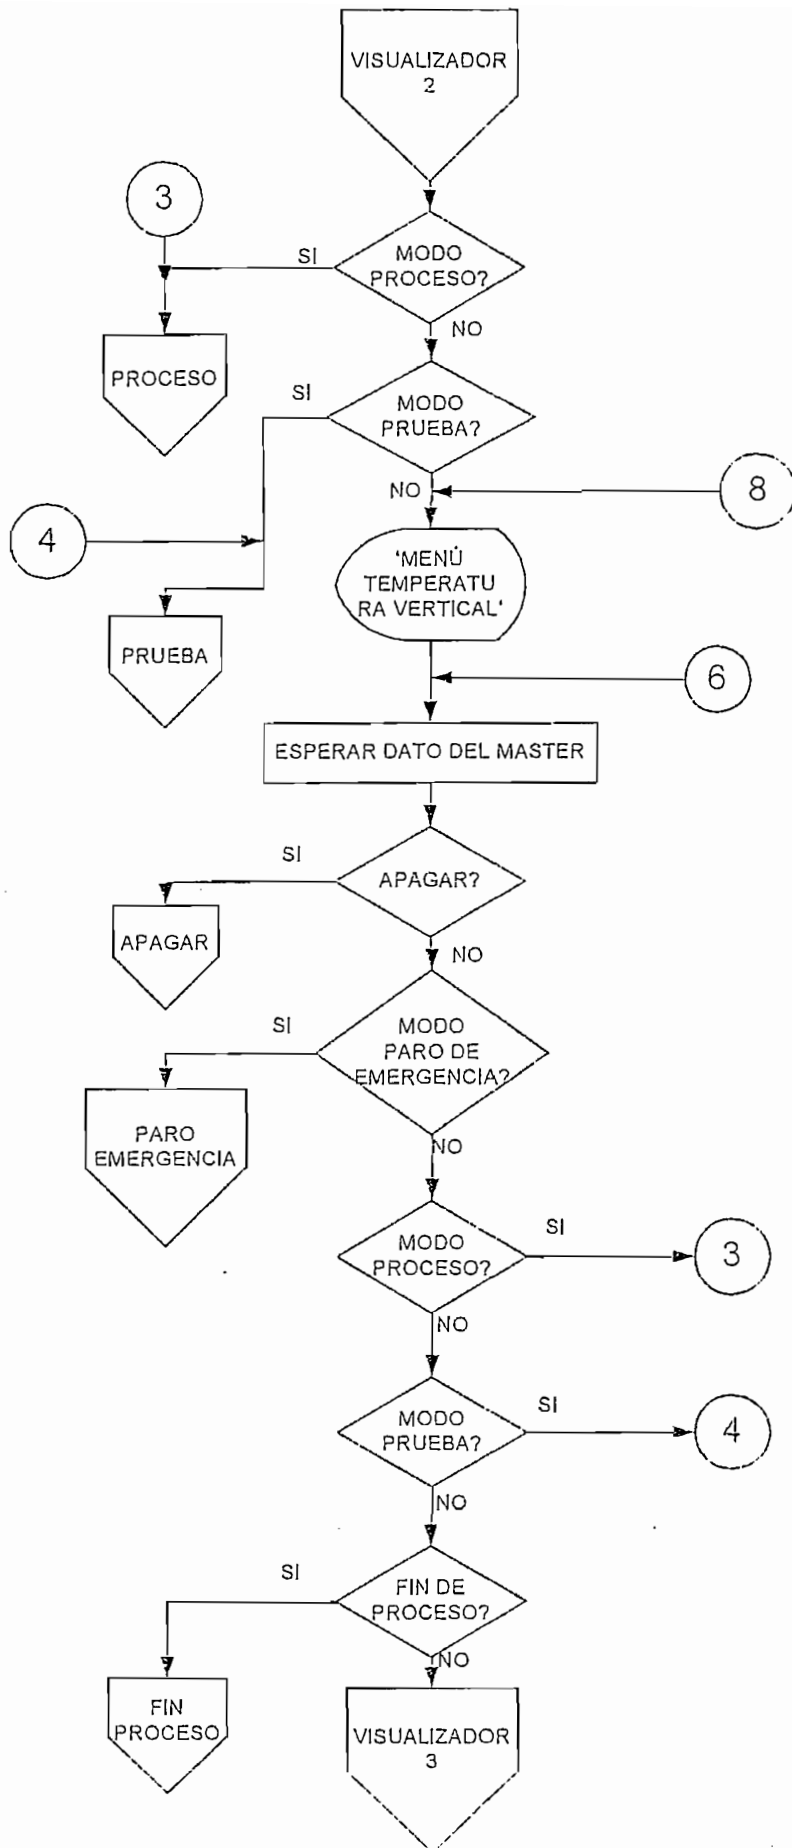 VISUALIZADOR
2
3
SI
MODO
PROCESO?
NO
PROCESO
SI
MODO
PRUEBA?
NO
8
4
'MENÚ
TEMPERATU
RA VERTICAL'
PRUEBA
6
ESPERAR DATO DEL MASTER
SI
APAGAR?
APAGAR
NO
SI
MODO
PARO DE
EMERGENCIA?
PARO
EMERGENCIA
NO
MODO
PROCESO?
SI
3
NO
MODO
PRUEBA?
SI
4
NO
SI
FIN DE
PROCESO?
NO
FIN
PROCESO
VISUALIZADOR
3